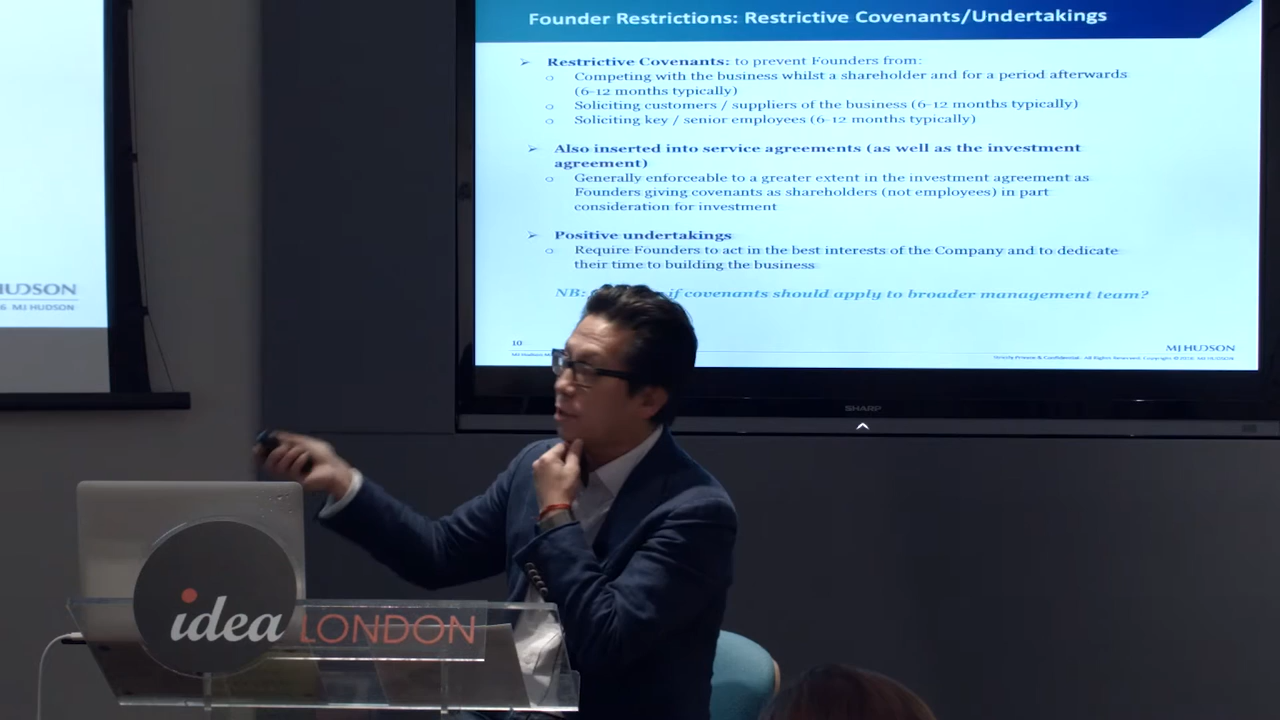 Founder Restrictions: Restrictive Covenants/Undertakings
Restrictive Covenants: to prevent Founders from:
Competing with the business whilst a shareholder and for a period afterwards
(6-12 months typically)
Soliciting customers / suppliers of the business (6-12 months typically)
Soliciting key / senior employees (6-12 months typically)
Also inserted into service agreements (as well as the investment
agreement)
Generally enforceable to a greater extent in the investment agreement as
Founders giving covenants as shareholders (not employees) in part
consideration for investment
Positive undertakings
Require Founders to act in the best interests of the Company and to dedicate
their time to building the business
NB: if covenants should apply to broader management team?
10
MJ HUDSON
Strictly Private & Confidential. All Rights Reserved. Copyright © 2016 MJ HUDSON
HUDSON
6 MJ HUDSON
SHARP
idea LONDON